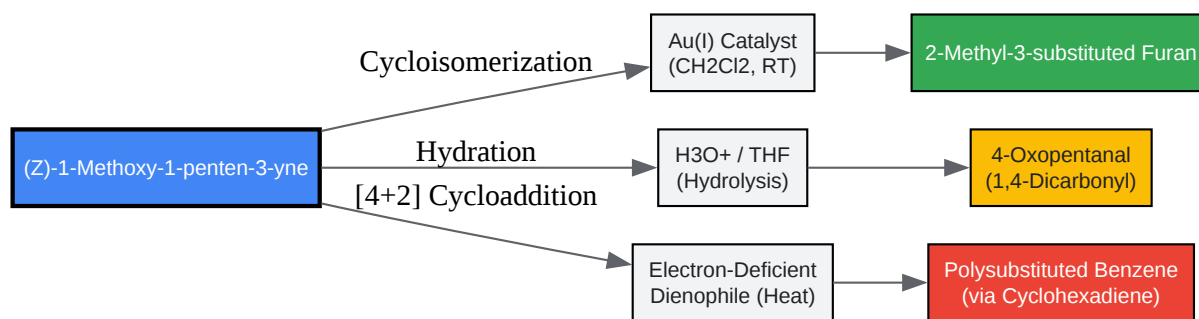 (Z)-1-Methoxy-1-penten-3-yne
Cycloisomerization
Au(I) Catalyst
(CH2Cl2, RT)
2-Methyl-3-substituted Furan
Hydration
H3O+ / THF
(Hydrolysis)
4-Oxopentanal
(1,4-Dicarbonyl)
[4+2] Cycloaddition
Electron-Deficient
Dienophile (Heat)
Polysubstituted Benzene
(via Cyclohexadiene)